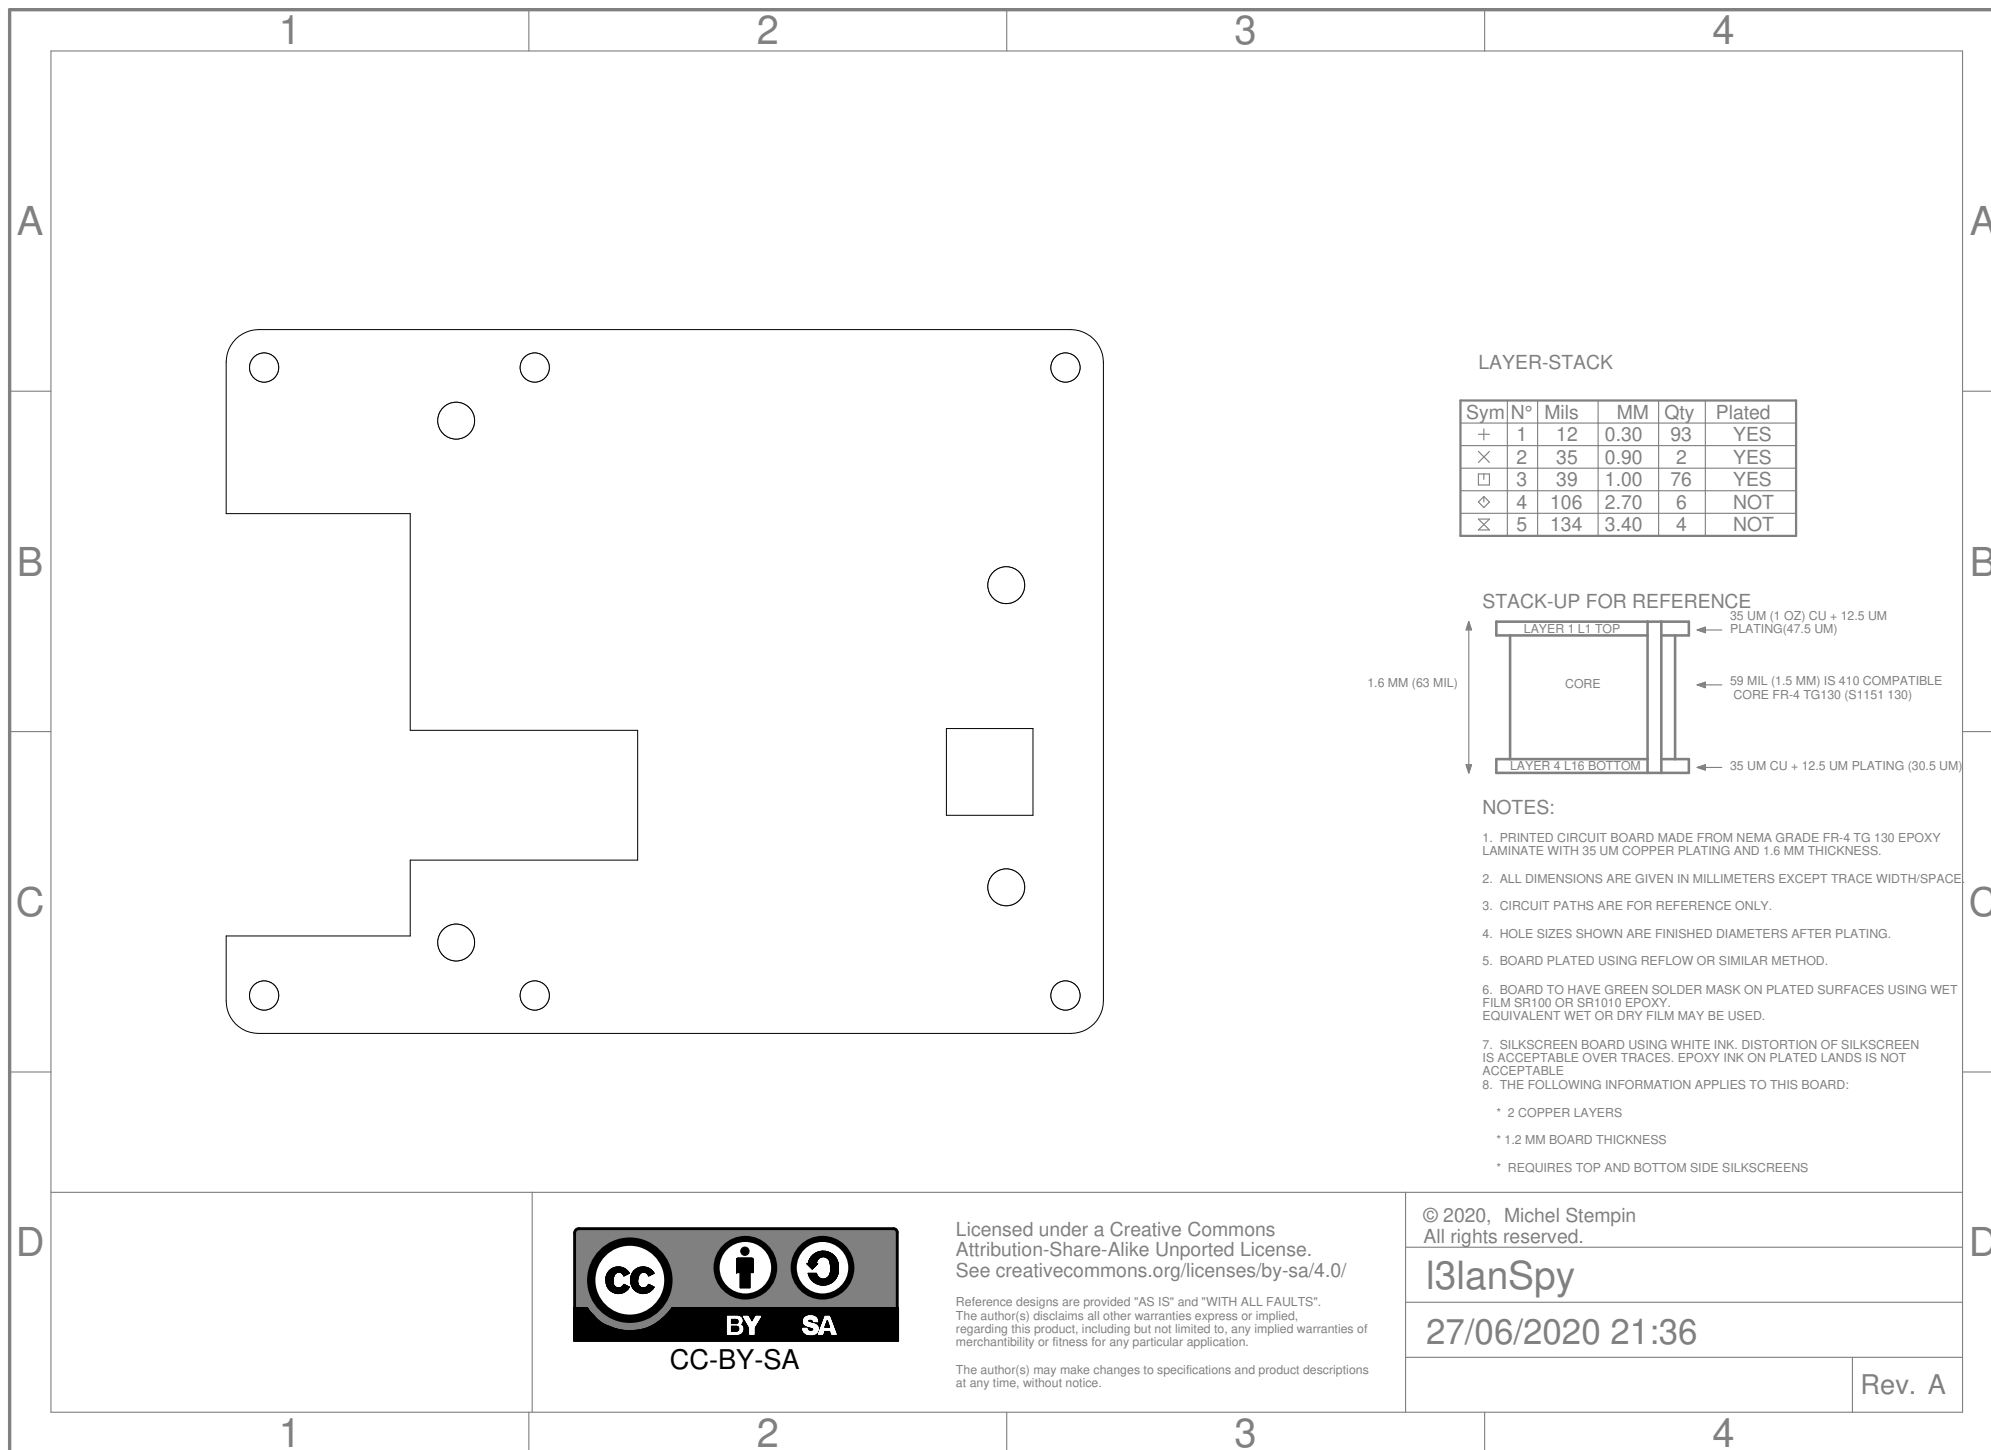 1 2 3 4
A A
B B
C C
D D
LAYER-STACK
Sym N° Mils MM Qty Plated
1 12 0.30 93 YES
2 35 0.90 2 YES
3 39 1.00 76 YES
4 106 2.70 6 NOT
5 134 3.40 4 NOT
STACK-UP FOR REFERENCE
35 UM (1 OZ) CU + 12.5 UM
PLATING(47.5 UM)
LAYER 1 L1 TOP
1.6 MM (63 MIL)
CORE
59 MIL (1.5 MM) IS 410 COMPATIBLE
CORE FR-4 TG130 (S1151 130)
LAYER 4 L16 BOTTOM
35 UM CU + 12.5 UM PLATING (30.5 UM)
NOTES:
1. PRINTED CIRCUIT BOARD MADE FROM NEMA GRADE FR-4 TG 130 EPOXY
LAMINATE WITH 35 UM COPPER PLATING AND 1.6 MM THICKNESS.
2. ALL DIMENSIONS ARE GIVEN IN MILLIMETERS EXCEPT TRACE WIDTH/SPACE.
3. CIRCUIT PATHS ARE FOR REFERENCE ONLY.
4. HOLE SIZES SHOWN ARE FINISHED DIAMETERS AFTER PLATING.
5. BOARD PLATED USING REFLOW OR SIMILAR METHOD.
6. BOARD TO HAVE GREEN SOLDER MASK ON PLATED SURFACES USING WET
FILM SR100 OR SR1010 EPOXY.
EQUIVALENT WET OR DRY FILM MAY BE USED.
7. SILKSCREEN BOARD USING WHITE INK. DISTORTION OF SILKSCREEN
IS ACCEPTABLE OVER TRACES. EPOXY INK ON PLATED LANDS IS NOT
ACCEPTABLE
8. THE FOLLOWING INFORMATION APPLIES TO THIS BOARD:
* 2 COPPER LAYERS
* 1.2 MM BOARD THICKNESS
* REQUIRES TOP AND BOTTOM SIDE SILKSCREENS
cc
BY SA
CC-BY-SA
Licensed under a Creative Commons
Attribution-Share-Alike Unported License.
See creativecommons.org/licenses/by-sa/4.0/
Reference designs are provided "AS IS" and "WITH ALL FAULTS".
The author(s) disclaims all other warranties express or implied,
regarding this product, including but not limited to, any implied warranties of
merchantibility or fitness for any particular application.
The author(s) may make changes to specifications and product descriptions
at any time, without notice.
© 2020, Michel Stempin
All rights reserved.
l3lanSpy
27/06/2020 21:36
Rev. A
1 2 3 4